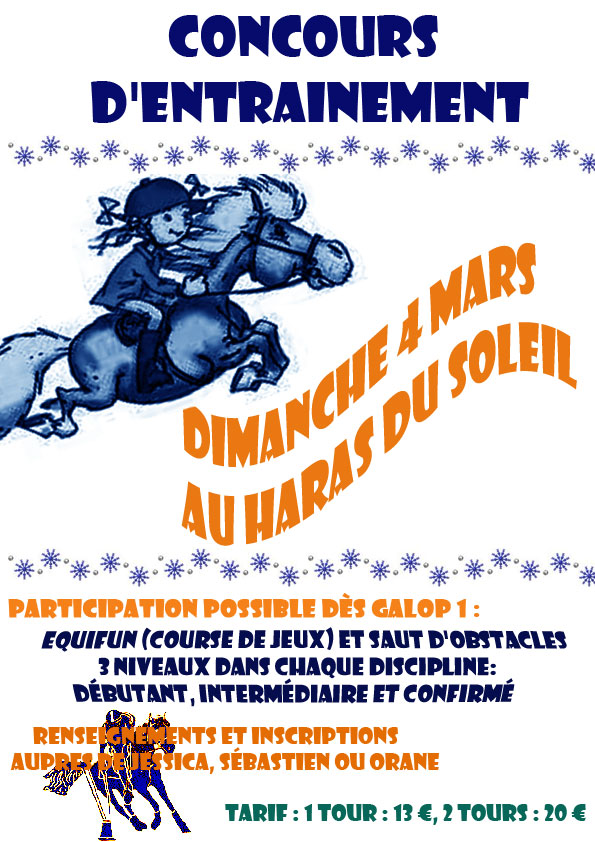 CONCOURS
D'ENTRAINEMENT
DIMANCHE 4 MARS
AU HARAS DU SOLEIL
PARTICIPATION POSSIBLE DÈS GALOP 1 :
EQUIFUN (COURSE DE JEUX) ET SAUT D'OBSTACLES
3 NIVEAUX DANS CHAQUE DISCIPLINE:
DÉBUTANT, INTERMÉDIAIRE ET CONFIRMÉ
RENSEIGNEMENTS ET INSCRIPTIONS
AUPRES DE JESSICA, SÉBASTIEN OU ORANE
TARIF : 1 TOUR : 13 €, 2 TOURS : 20 €